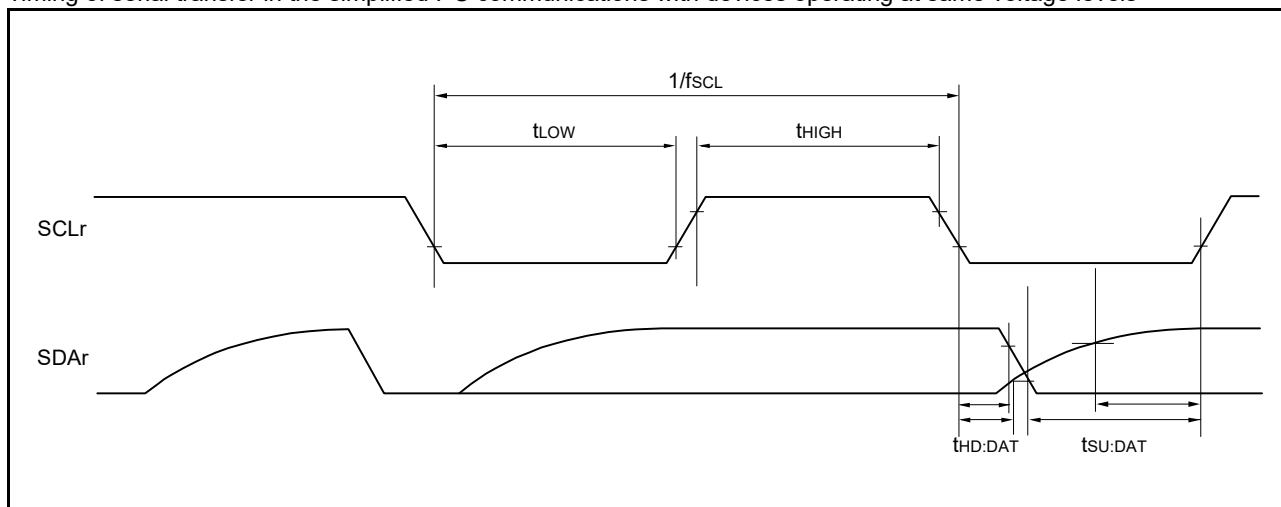 Timing of serial transfer in the simplified I²C communications with devices operating at same voltage levels
1/fSCL
tLOW
tHIGH
SCLr
SDAr
tHD:DAT
tSU:DAT